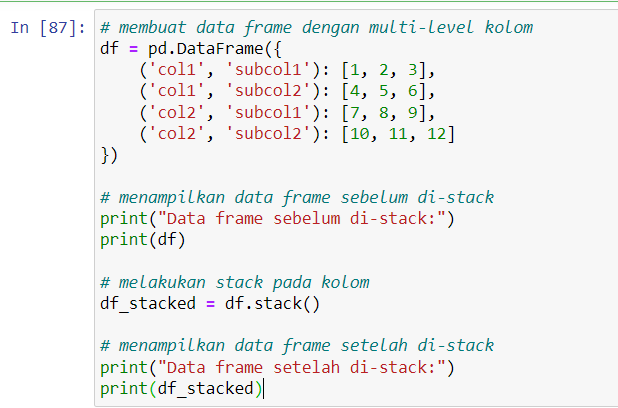 In [87]: # membuat data frame dengan multi-level kolom
df = pd.DataFrame({
    ('col1', 'subcol1'): [1, 2, 3],
    ('col1', 'subcol2'): [4, 5, 6],
    ('col2', 'subcol1'): [7, 8, 9],
    ('col2', 'subcol2'): [10, 11, 12]
})
# menampilkan data frame sebelum di-stack
print("Data frame sebelum di-stack:")
print(df)
# melakukan stack pada kolom
df_stacked = df.stack()
# menampilkan data frame setelah di-stack
print("Data frame setelah di-stack:")
print(df_stacked)